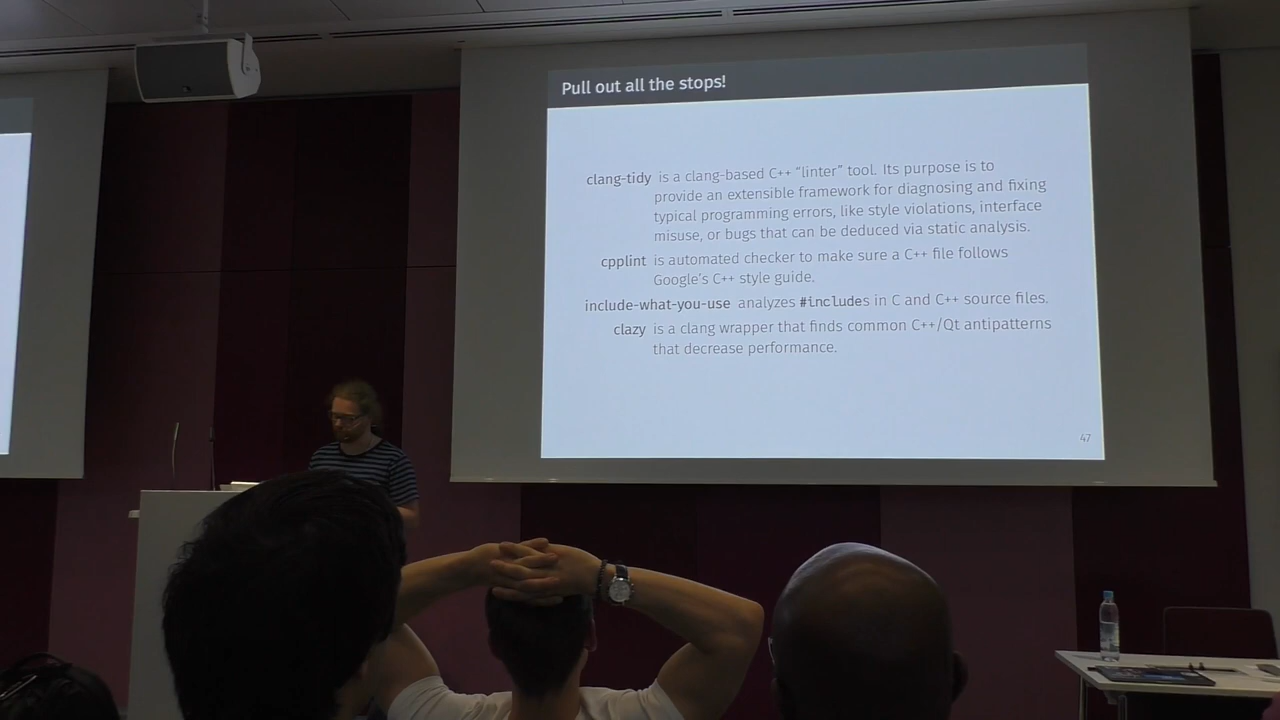 Pull out all the stops!
clang-tidy is a clang-based C++ “linter” tool. Its purpose is to
provide an extensible framework for diagnosing and fixing
typical programming errors, like style violations, interface
misuse, or bugs that can be deduced via static analysis.
cpplint is automated checker to make sure a C++ file follows
Google's C++ style guide.
include-what-you-use analyzes #includes in C and C++ source files.
clazy is a clang wrapper that finds common C++/Qt antipatterns
that decrease performance.
47